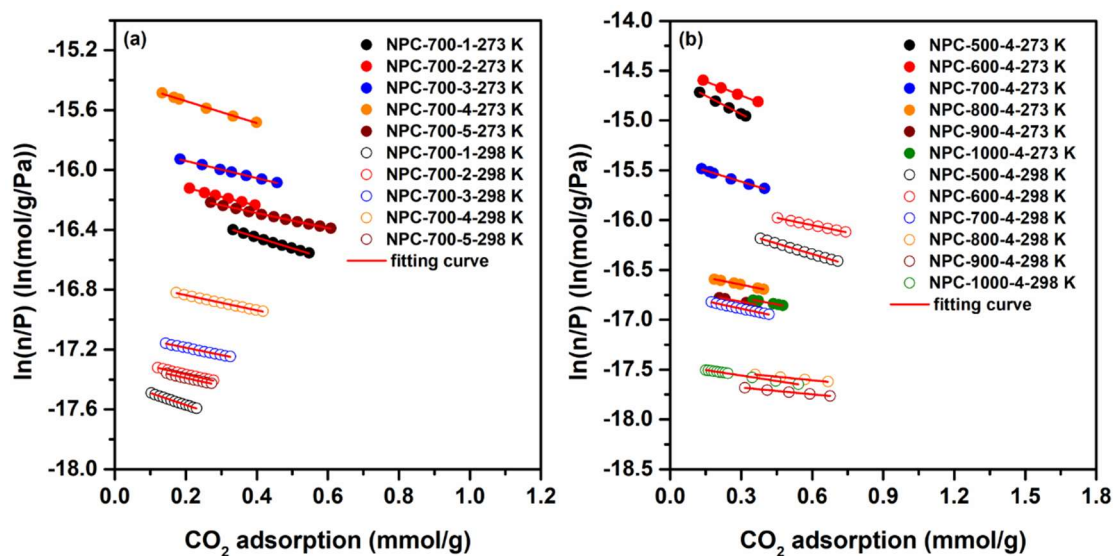 (a)
ln(n/P) (ln(mol/g/Pa))
-15.2
-15.6
-16.0
-16.4
-16.8
-17.2
-17.6
-18.0
NPC-700-1-273 K
NPC-700-2-273 K
NPC-700-3-273 K
NPC-700-4-273 K
NPC-700-5-273 K
NPC-700-1-298 K
NPC-700-2-298 K
NPC-700-3-298 K
NPC-700-4-298 K
NPC-700-5-298 K
fitting curve
0.0 0.2 0.4 0.6 0.8 1.0 1.2
CO2 adsorption (mmol/g)
(b)
ln(n/P) (ln(mol/g/Pa))
-14.0
-14.5
-15.0
-15.5
-16.0
-16.5
-17.0
-17.5
-18.0
-18.5
NPC-500-4-273 K
NPC-600-4-273 K
NPC-700-4-273 K
NPC-800-4-273 K
NPC-900-4-273 K
NPC-1000-4-273 K
NPC-500-4-298 K
NPC-600-4-298 K
NPC-700-4-298 K
NPC-800-4-298 K
NPC-900-4-298 K
NPC-1000-4-298 K
fitting curve
0.0 0.3 0.6 0.9 1.2 1.5 1.8
CO2 adsorption (mmol/g)